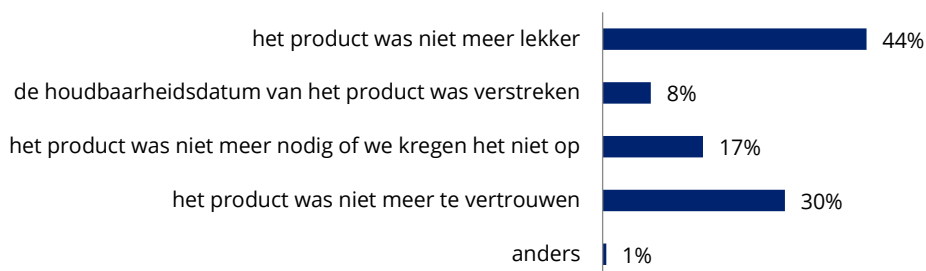 het product was niet meer lekker 44%
de houdbaarheidsdatum van het product was verstreken 8%
het product was niet meer nodig of we kregen het niet op 17%
het product was niet meer te vertrouwen 30%
anders 1%